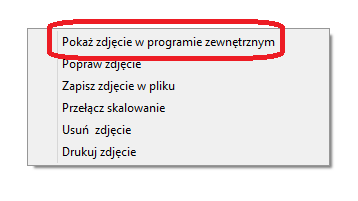 Pokaż zdjęcie w programie zewnętrznym
Popraw zdjęcie
Zapisz zdjęcie w pliku
Przełącz skalowanie
Usuń  zdjęcie
Drukuj zdjęcie